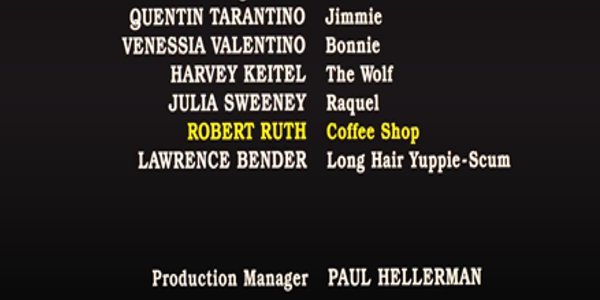 QUENTIN TARANTINO Jimmie
VENESSIA VALENTINO Bonnie
HARVEY KEITEL The Wolf
JULIA SWEENEY Raquel
ROBERT RUTH Coffee Shop
LAWRENCE BENDER Long Hair Yuppie-Scum
Production Manager PAUL HELLERMAN